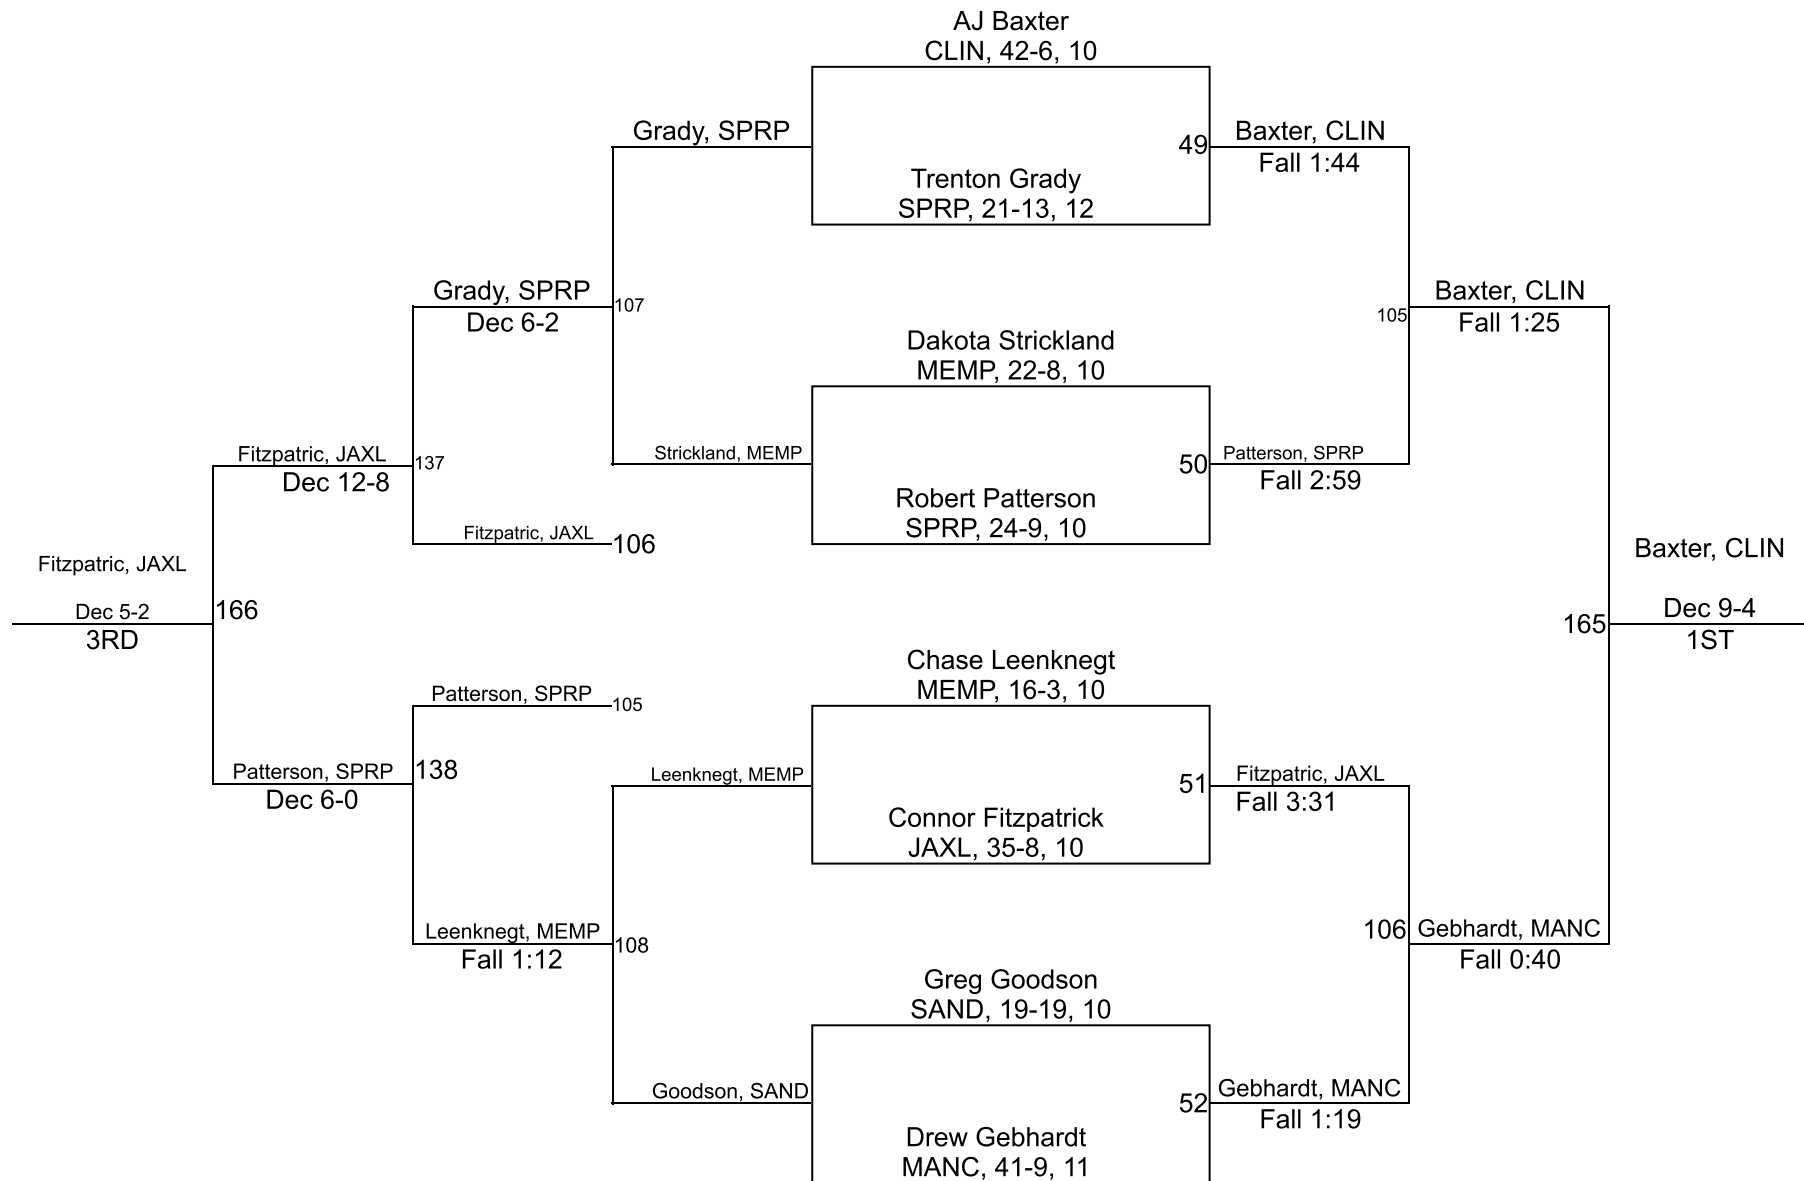 AJ Baxter
CLIN, 42-6, 10
Grady, SPRP
49
Baxter, CLIN
Fall 1:44
Trenton Grady
SPRP, 21-13, 12
Grady, SPRP
Dec 6-2
107
Baxter, CLIN
Fall 1:25
105
Dakota Strickland
MEMP, 22-8, 10
Fitzpatric, JAXL
Dec 12-8
137
Strickland, MEMP
50
Patterson, SPRP
Fall 2:59
Robert Patterson
SPRP, 24-9, 10
Fitzpatric, JAXL
106
Fitzpatric, JAXL
Dec 5-2
3RD
166
Baxter, CLIN
165
Dec 9-4
1ST
Chase Leenknegt
MEMP, 16-3, 10
Patterson, SPRP
105
Patterson, SPRP
Dec 6-0
138
Leenknegt, MEMP
51
Fitzpatric, JAXL
Fall 3:31
Connor Fitzpatrick
JAXL, 35-8, 10
Leenknegt, MEMP
Fall 1:12
108
106
Gebhardt, MANC
Fall 0:40
Greg Goodson
SAND, 19-19, 10
Goodson, SAND
52
Gebhardt, MANC
Fall 1:19
Drew Gebhardt
MANC, 41-9, 11